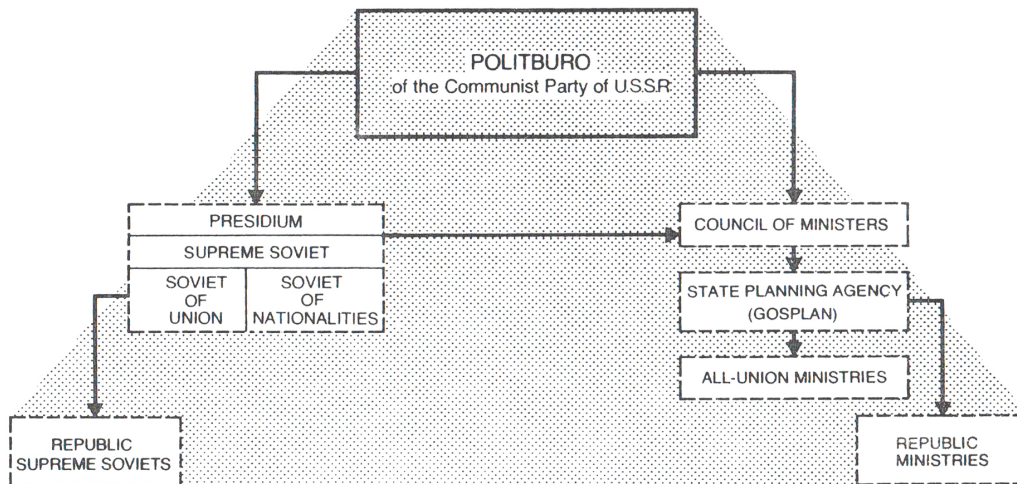 POLITBURO
of the Communist Party of U.S.S.R
PRESIDIUM
SUPREME SOVIET
SOVIET
OF
UNION
SOVIET
OF
NATIONALITIES
COUNCIL OF MINISTERS
STATE PLANNING AGENCY
(GOSPLAN)
ALL-UNION MINISTRIES
REPUBLIC
SUPREME SOVIETS
REPUBLIC
MINISTRIES